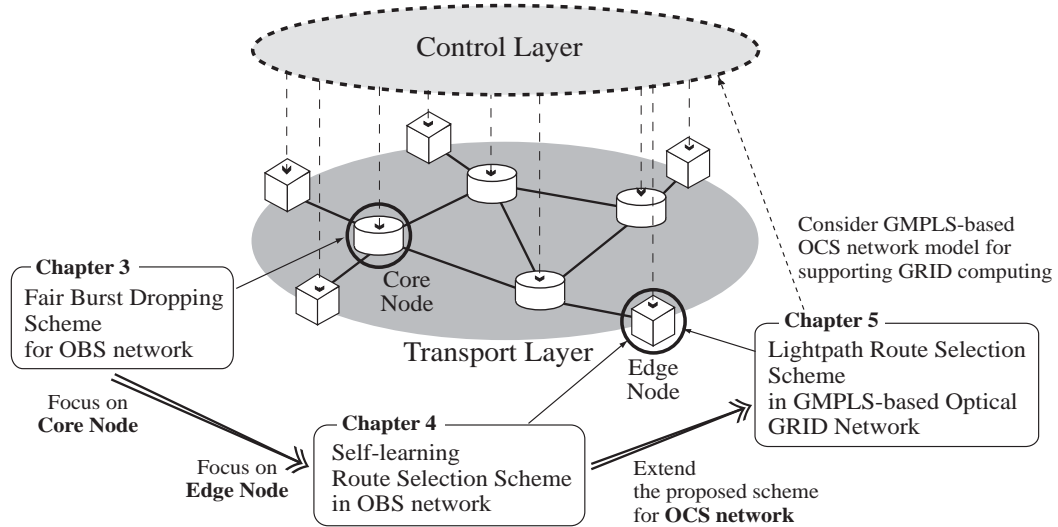 Control Layer
Consider GMPLS-based
OCS network model for
supporting GRID computing
Core
Node
Chapter 3
Fair Burst Dropping
Scheme
for OBS network
Transport Layer
Edge
Node
Chapter 5
Lightpath Route Selection
Scheme
in GMPLS-based Optical
GRID Network
Focus on
Core Node
Chapter 4
Self-learning
Route Selection Scheme
in OBS network
Focus on
Edge Node
Extend
the proposed scheme
for OCS network